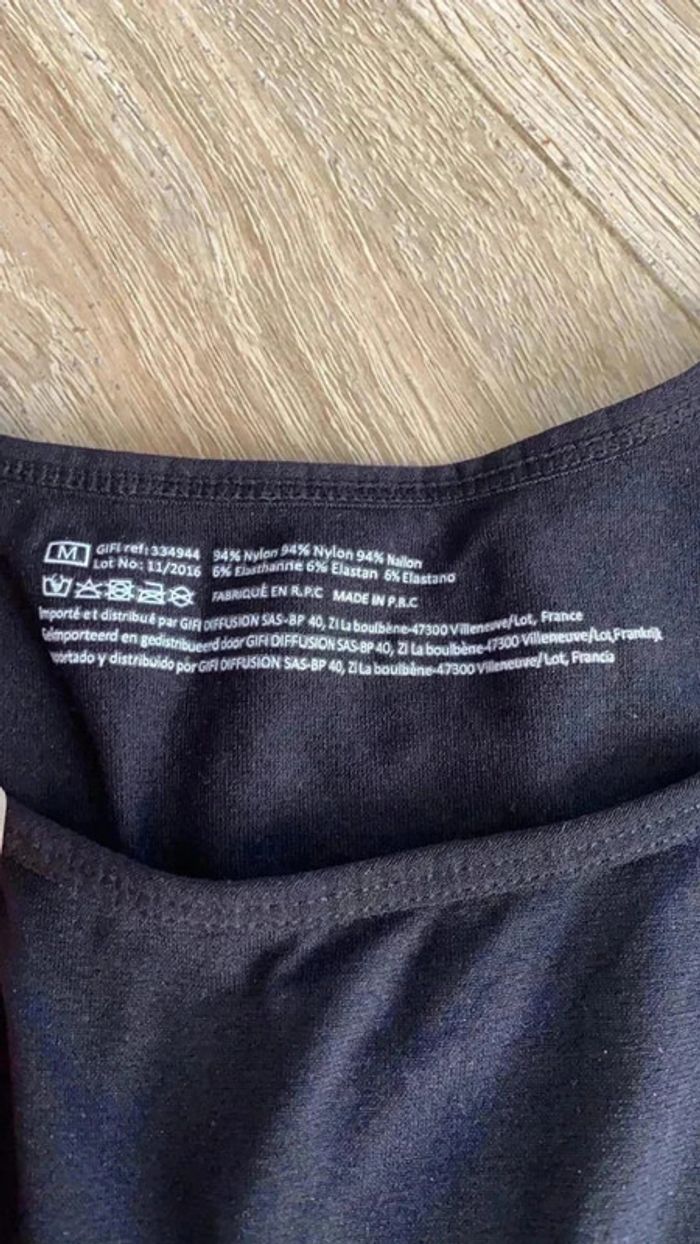 M GIFI ref: 334944 94% Nylon 94% Nylon 94% Nailon
Lot No: 11/2016 6% Elasthanne 6% Elastan 6% Elastano
FABRIQUÉ EN R.P.C MADE IN P.R.C
Importé et distribué par GIFI DIFFUSION SAS-BP 40, ZI La boulbène-47300 Villeneuve/Lot, France
Geïmporteerd en gedistribueerd door GIFI DIFFUSION SAS-BP 40, ZI La boulbène-47300 Villeneuve/Lot, Frankrijk
y distribuido por GIFI DIFFUSION SAS-BP 40, ZI La boulbène-47300 Villeneuve/Lot, Francia